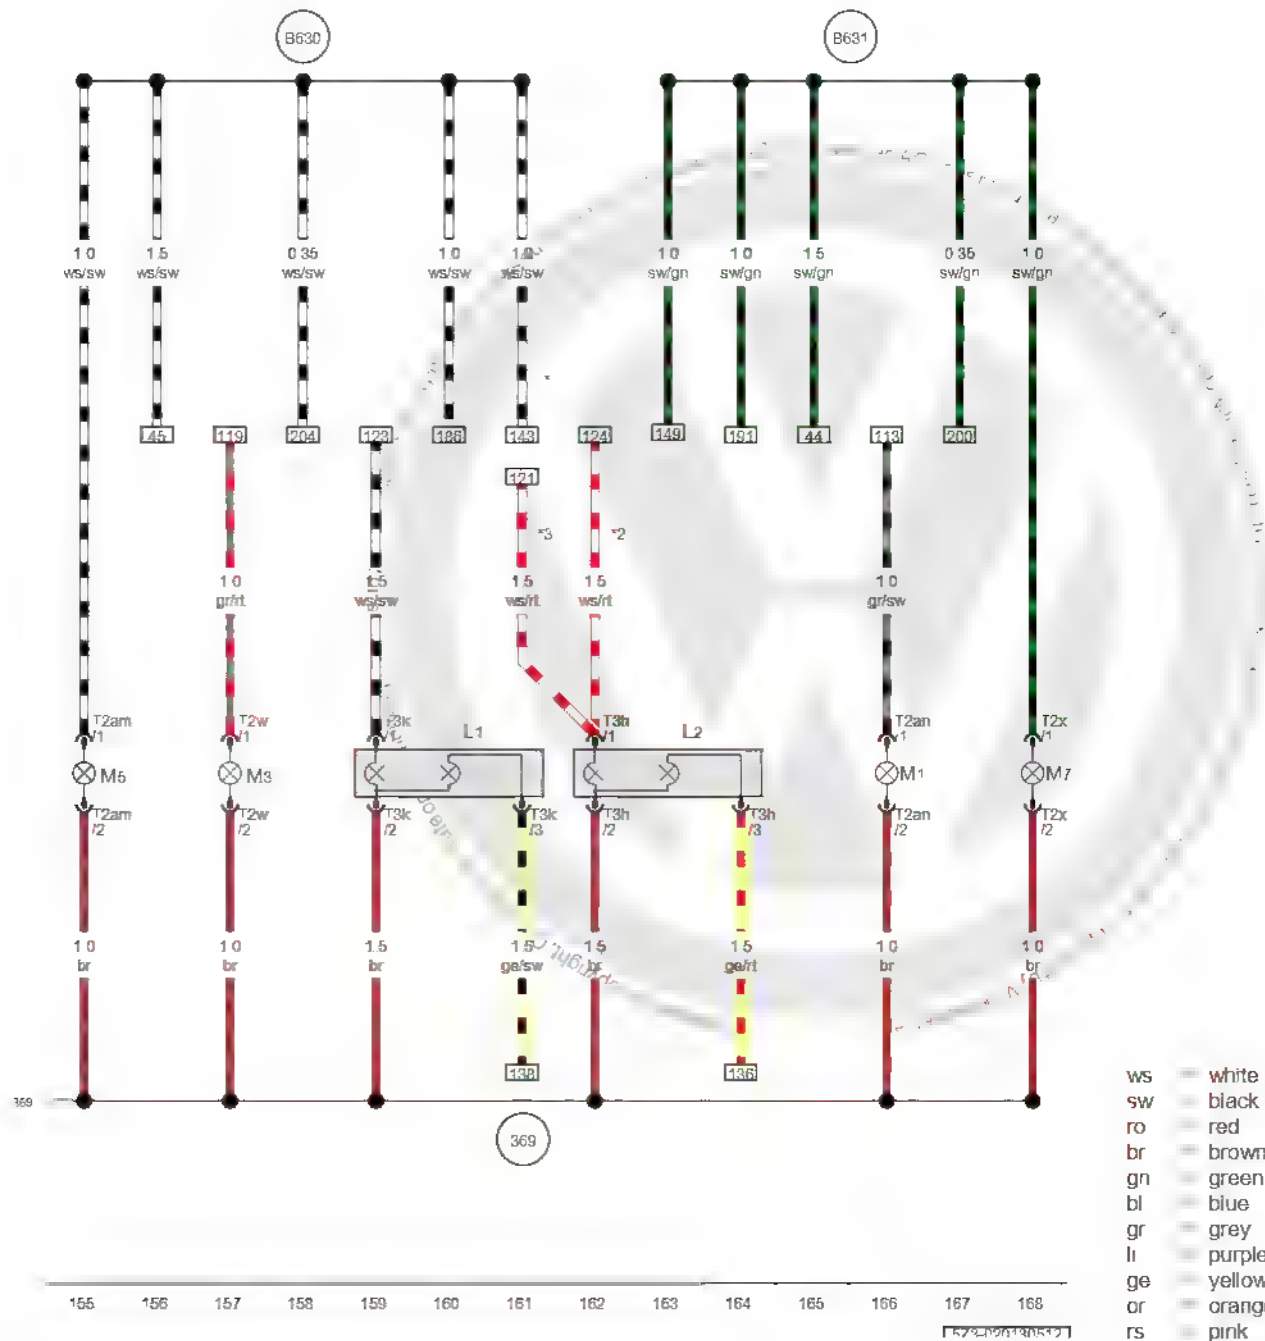 B630 B631
1.0 1.5 0.35 1.0 1.0 1.0 1.0 1.5 0.35 1.0
ws/sw ws/sw ws/sw ws/sw ws/sw sw/gn sw/gn sw/gn sw/gn sw/gn
45 119 204 123 186 143 124 149 191 44 113 200
121
*
*3 *2
1.0 1.5 1.5 1.5 1.0
gr/rt ws/sw ws/rt ws/rt gr/sw
T2am T2w T3k L1 T3h L2 T2an T2x
/1 /1 /1 /1 /1 /1
M5 M3 M1 M7
T2am T2w T3k T3k T3h T3h T2an T2x
/2 /2 /2 /3 /2 /3 /2 /2
1.0 1.0 1.5 1.5 1.5 1.5 1.0 1.0
br br br ge/sw br ge/rt br br
138 136
369
369
ws = white
sw = black
ro = red
br = brown
gn = green
bl = blue
gr = grey
li = purple
ge = yellow
or = orang
rs = pink
155 156 157 158 159 160 161 162 163 164 165 166 167 168